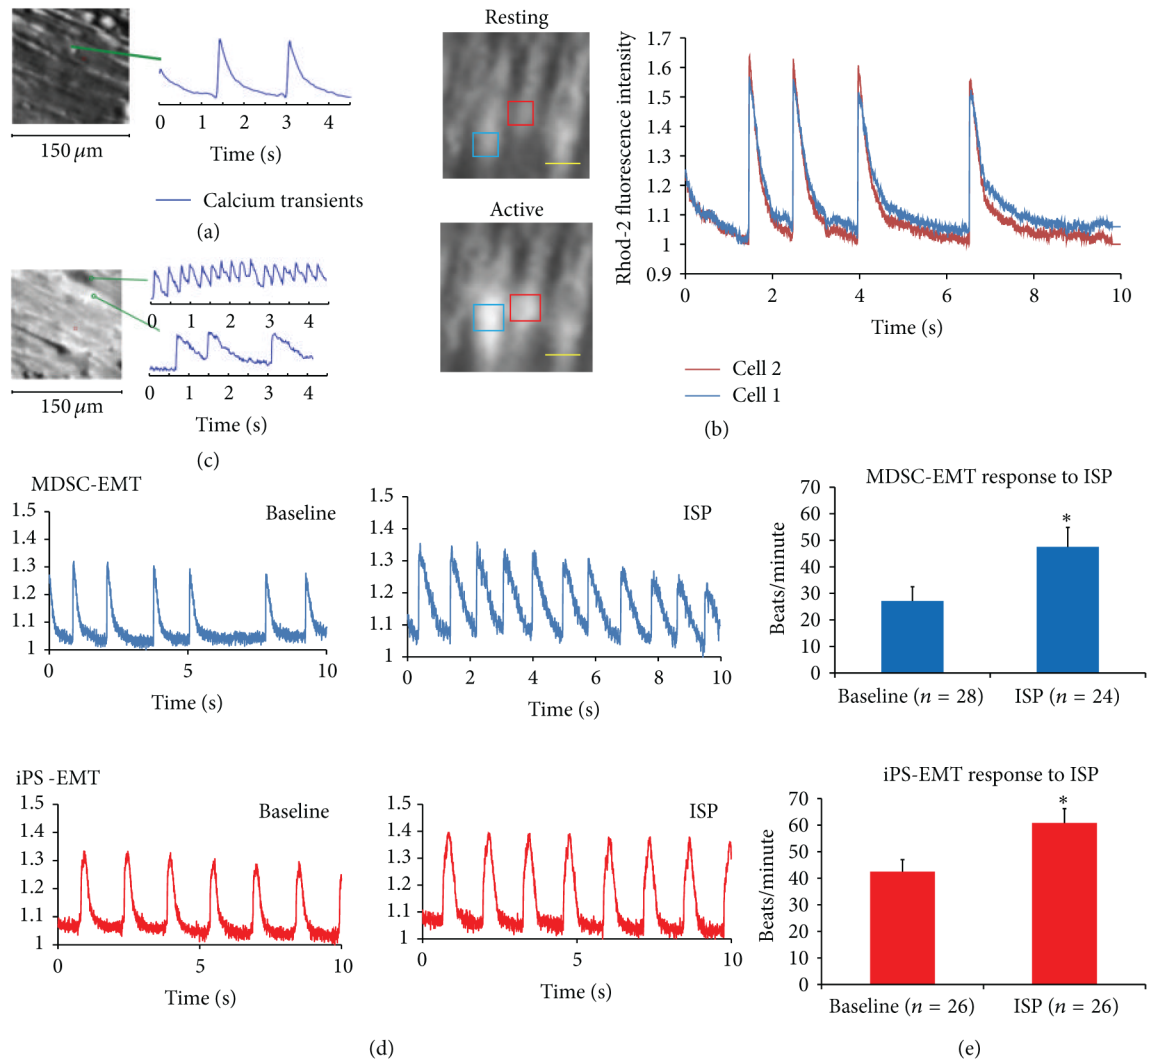 0 1 2 3 4
Time (s)
150 μm
Calcium transients
(a)
Resting
Active
Rhod-2 fluorescence intensity
1.7
1.6
1.5
1.4
1.3
1.2
1.1
1
0.9
0 2 4 6 8 10
Time (s)
Cell 2
Cell 1
(b)
0 1 2 3 4
0 1 2 3 4
150 μm
Time (s)
(c)
MDSC-EMT
1.5
1.4
1.3
1.2
1.1
1
Baseline
0 5 10
Time (s)
1.5
1.4
1.3
1.2
1.1
1
ISP
0 2 4 6 8 10
Time (s)
MDSC-EMT response to ISP
Beats/minute
70
60
50
40
30
20
10
0
*
Baseline (n = 28) ISP (n = 24)
iPS -EMT
1.5
1.4
1.3
1.2
1.1
1
Baseline
0 5 10
Time (s)
1.5
1.4
1.3
1.2
1.1
1
ISP
0 5 10
Time (s)
(d)
iPS-EMT response to ISP
Beats/minute
70
60
50
40
30
20
10
0
*
Baseline (n = 26) ISP (n = 26)
(e)